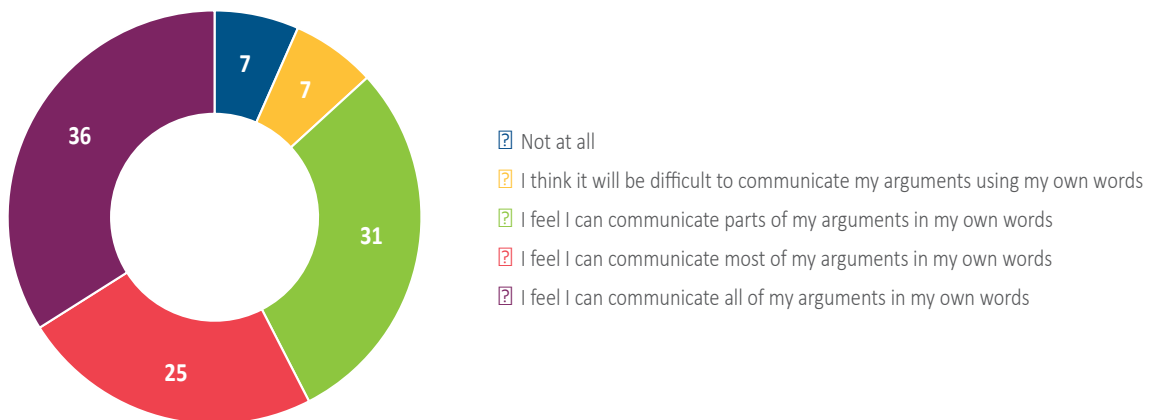 7
7
36
31
25
⍰ Not at all
⍰ I think it will be difficult to communicate my arguments using my own words
⍰ I feel I can communicate parts of my arguments in my own words
⍰ I feel I can communicate most of my arguments in my own words
⍰ I feel I can communicate all of my arguments in my own words